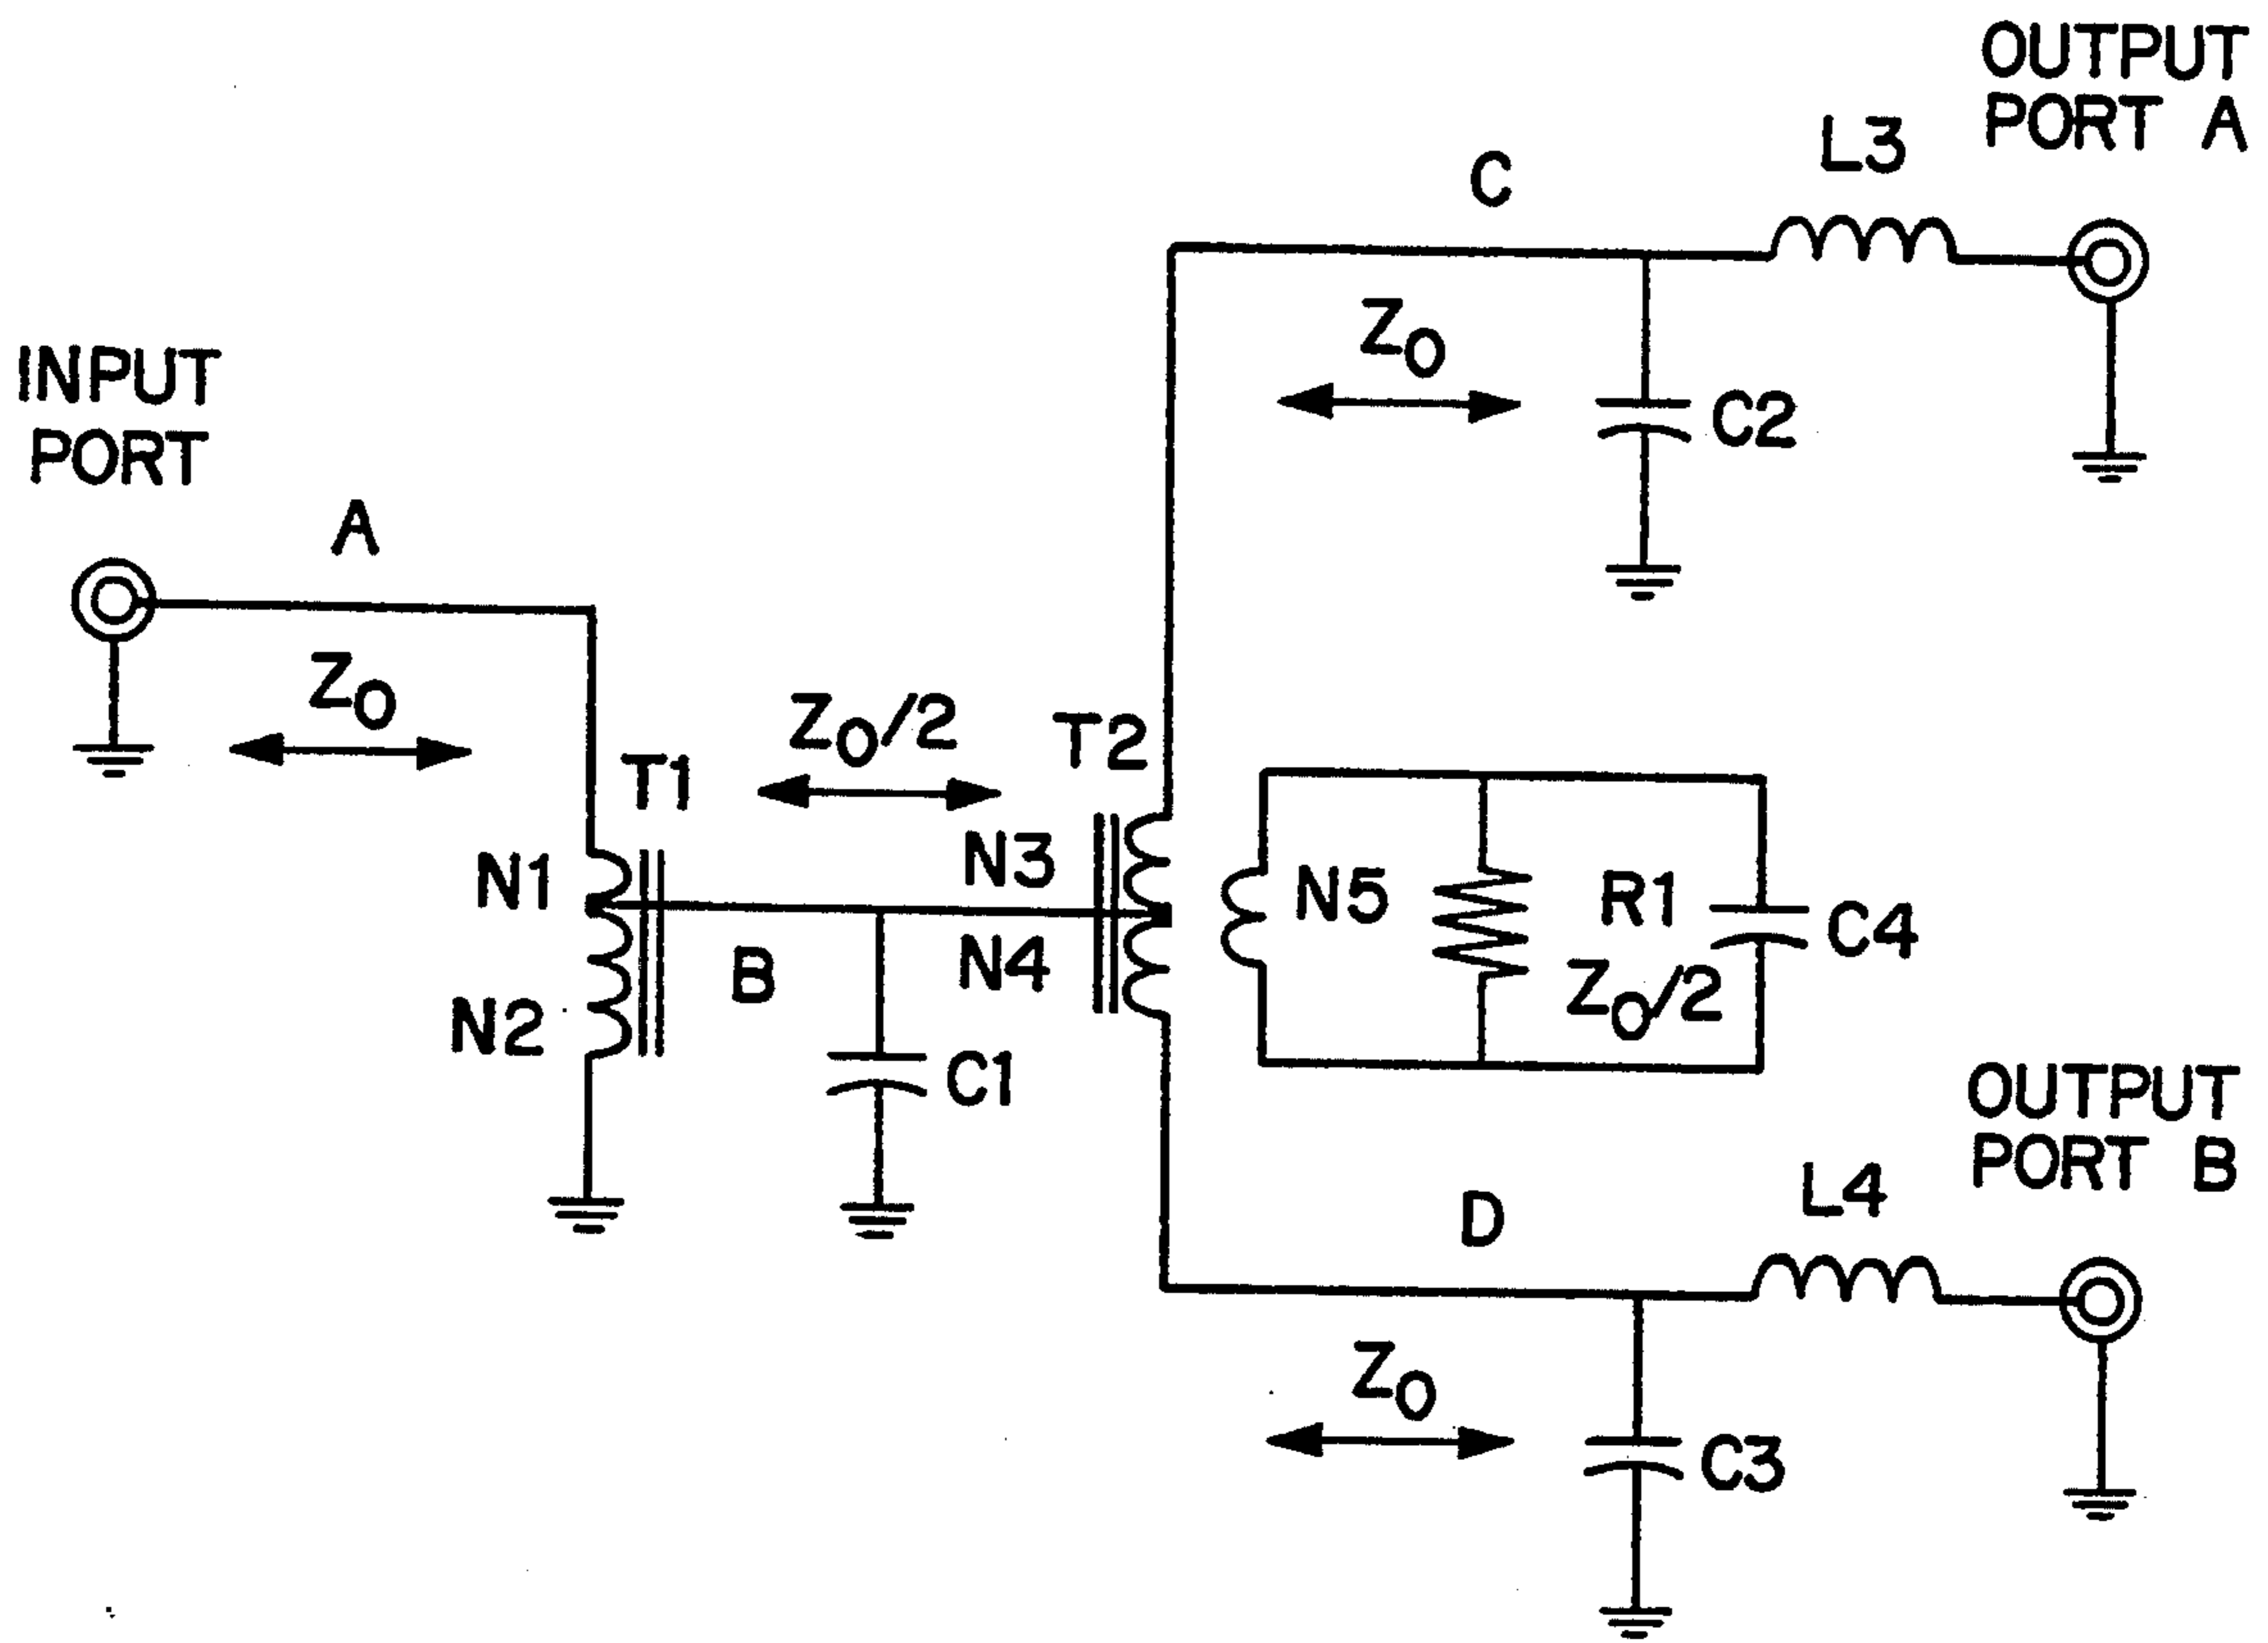 OUTPUT
PORT A
L3
C
Z0
C2
INPUT
PORT
A
Z0
T1
Z0/2
T2
N1
N3
N5
R1
C4
B
N4
Z0/2
N2
C1
OUTPUT
PORT B
L4
D
Z0
C3